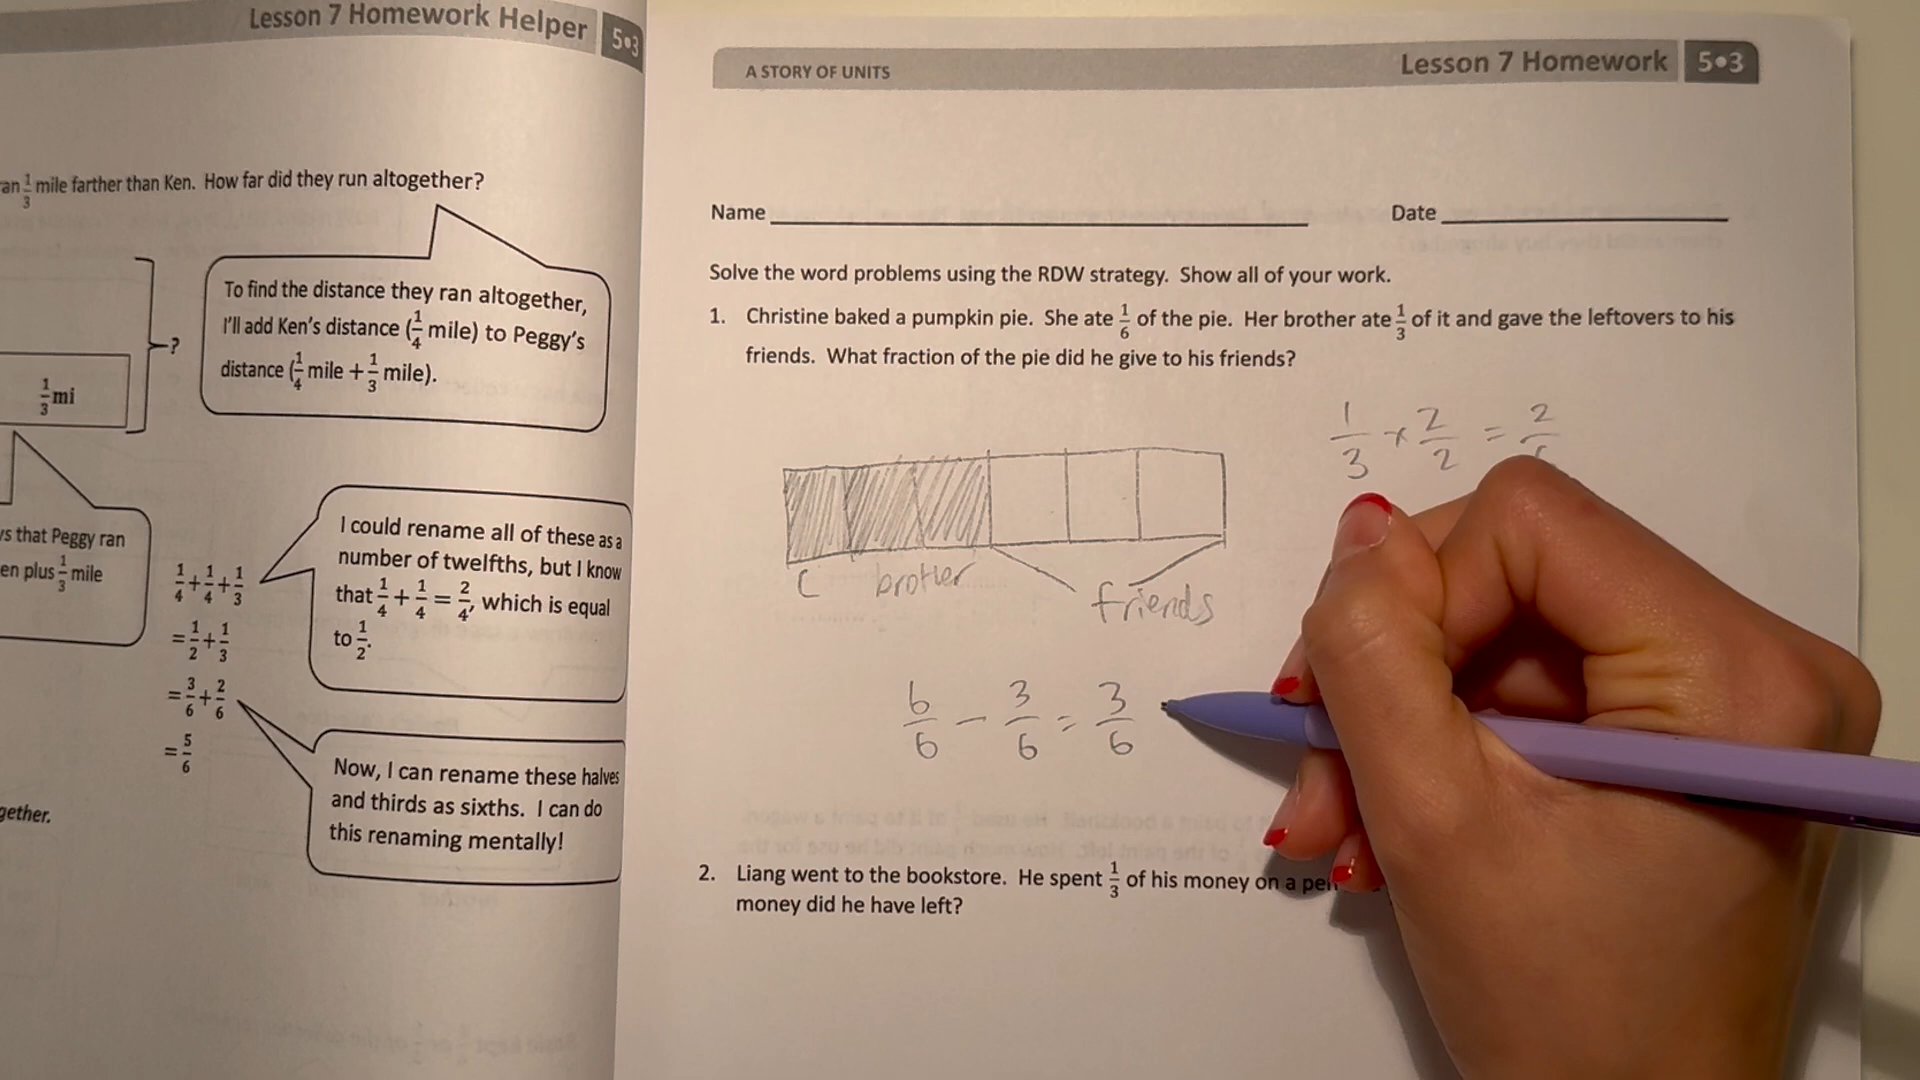 Lesson 7 Homework Helper 5•3
an 1/3 mile farther than Ken. How far did they run altogether?
?
1/3 mi
To find the distance they ran altogether,
I'll add Ken's distance (1/4 mile) to Peggy's
distance (1/4 mile + 1/3 mile).
s that Peggy ran
en plus 1/3 mile
1/4 + 1/4 + 1/3
= 1/2 + 1/3
= 3/6 + 2/6
= 5/6
I could rename all of these as a
number of twelfths, but I know
that 1/4 + 1/4 = 2/4, which is equal
to 1/2.
Now, I can rename these halves
and thirds as sixths. I can do
this renaming mentally!
gether.
A STORY OF UNITS
Lesson 7 Homework 5•3
Name Date
Solve the word problems using the RDW strategy. Show all of your work.
1. Christine baked a pumpkin pie. She ate 1/6 of the pie. Her brother ate 1/3 of it and gave the leftovers to his
friends. What fraction of the pie did he give to his friends?
1/3 x 2/2 = 2/
C brother friends
6/6 - 3/6 = 3/6
2. Liang went to the bookstore. He spent 1/3 of his money on a pen
money did he have left?